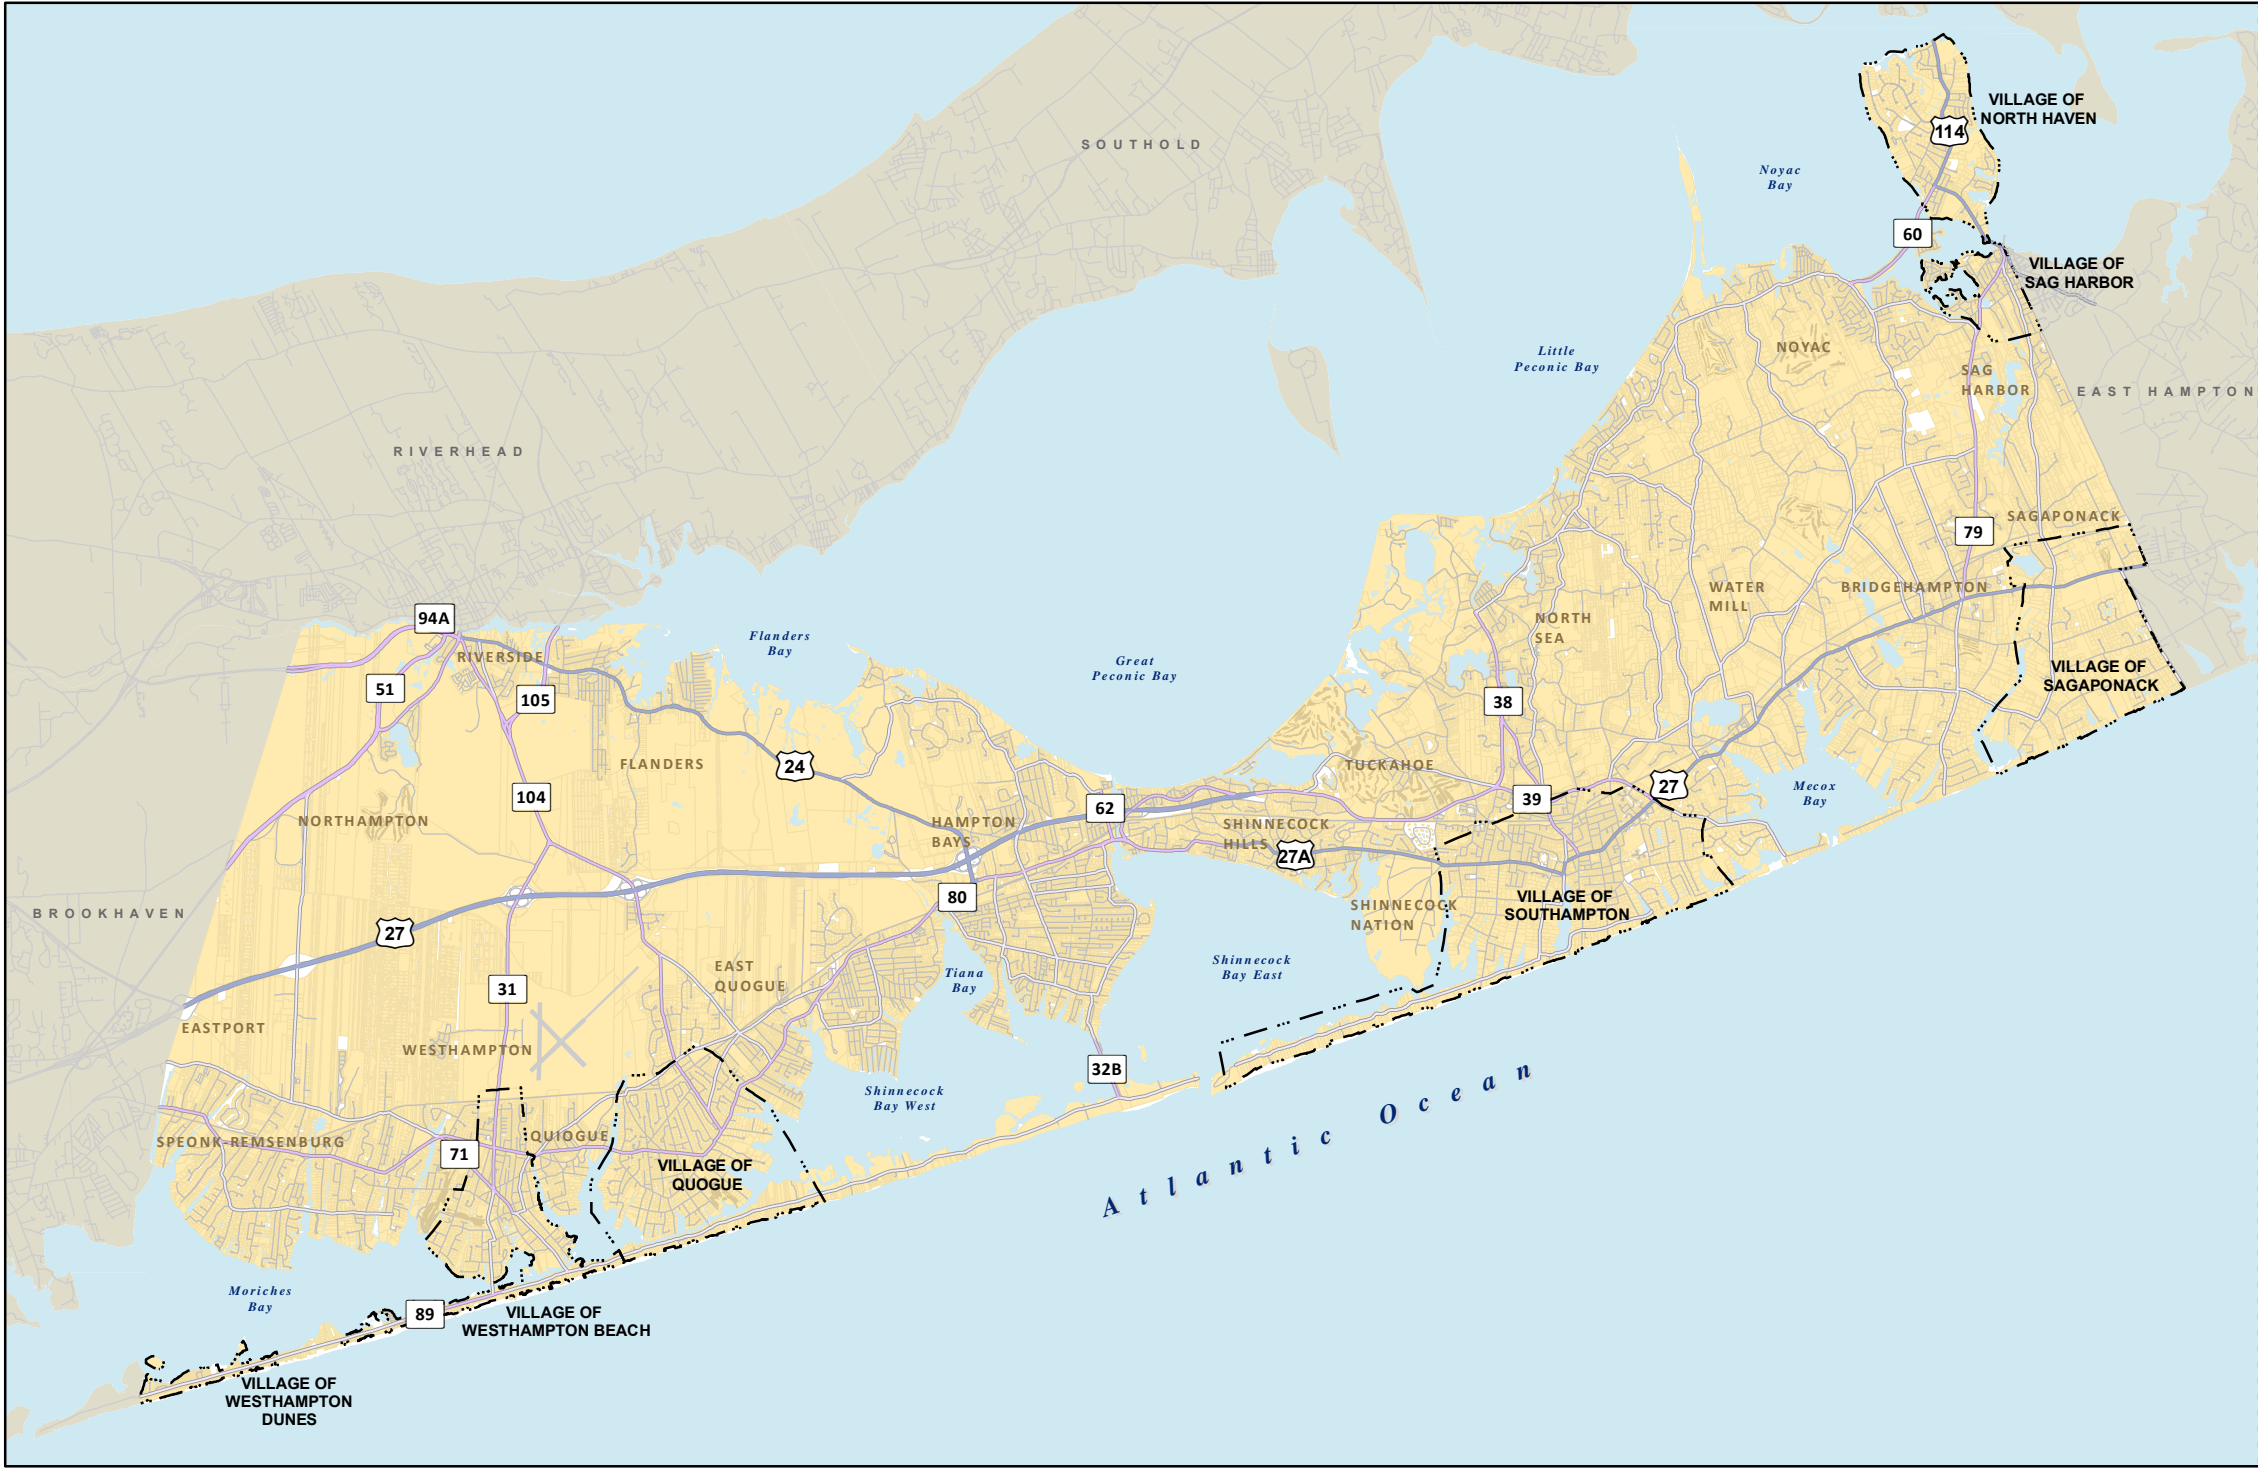 VILLAGE OF
NORTH HAVEN
114
SOUTHOLD
Noyac
Bay
60
VILLAGE OF
SAG HARBOR
Little
Peconic Bay
NOYAC
SAG
HARBOR
EAST HAMPTON
RIVERHEAD
SAGAPONACK
79
WATER
MILL
BRIDGEHAMPTON
94A
NORTH
SEA
Flanders
Bay
RIVERSIDE
Great
Peconic Bay
VILLAGE OF
SAGAPONACK
51
105
38
FLANDERS
24
TUCKAHOE
27
Mecox
Bay
104
39
62
NORTHAMPTON
HAMPTON
BAYS
SHINNECOCK
HILLS
27A
80
VILLAGE OF
SOUTHAMPTON
SHINNECOCK
NATION
BROOKHAVEN
27
EAST
QUOGUE
Tiana
Bay
Shinnecock
Bay East
31
EASTPORT
WESTHAMPTON
32B
Shinnecock
Bay West
Atlantic Ocean
SPEONK-REMSENBURG
71
QUIOGUE
VILLAGE OF
QUOGUE
Moriches
Bay
89
VILLAGE OF
WESTHAMPTON BEACH
VILLAGE OF
WESTHAMPTON
DUNES